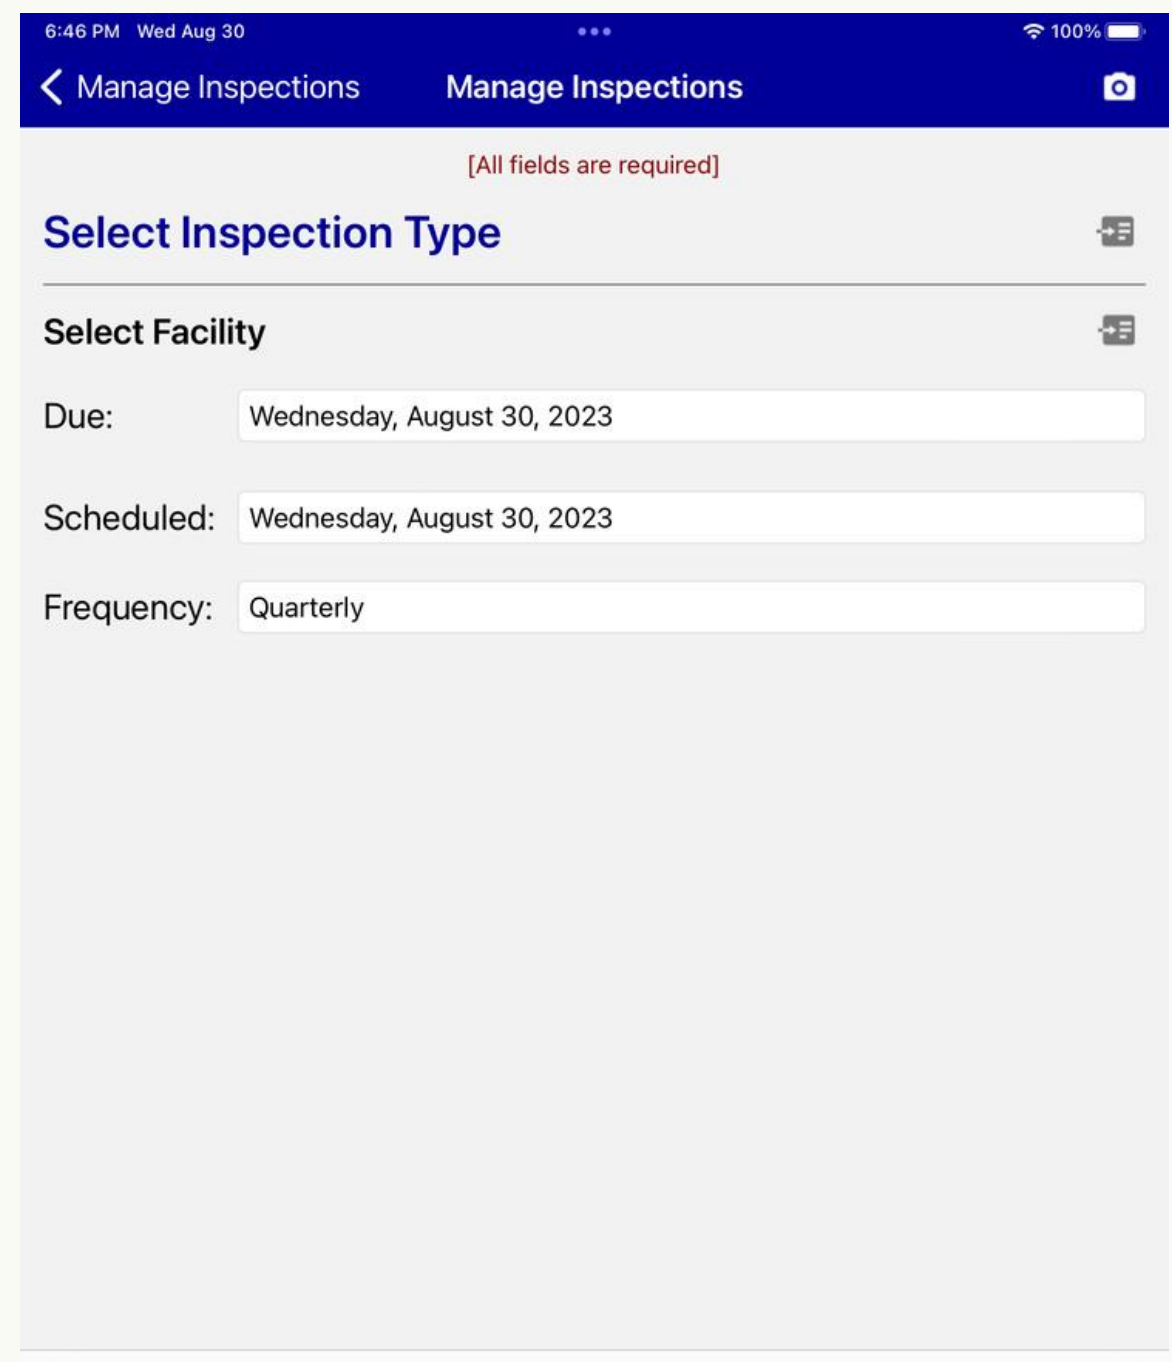 6:46 PM Wed Aug 30 100%
Manage Inspections Manage Inspections
[All fields are required]
Select Inspection Type
Select Facility
Due: Wednesday, August 30, 2023
Scheduled: Wednesday, August 30, 2023
Frequency: Quarterly